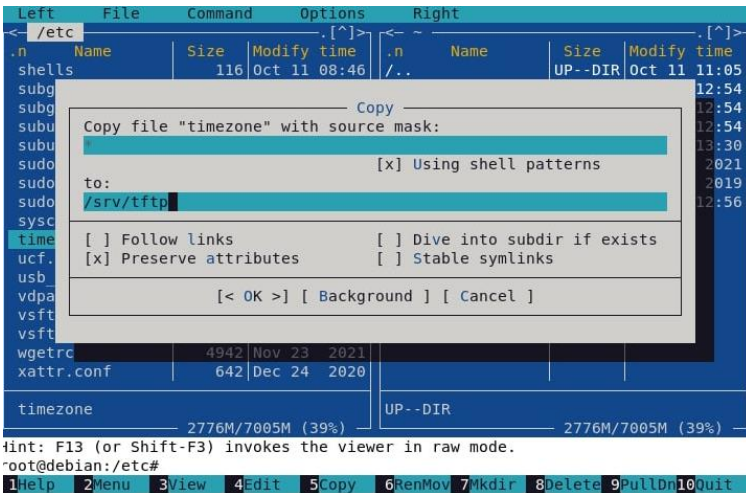 Left File Command Options Right
<- /etc .[^]> <- ~ .[^]>
.n Name Size Modify time .n Name Size Modify time
shells 116 Oct 11 08:46 /.. UP--DIR Oct 11 11:05
subg 12:54
subg Copy 2:54
subu Copy file "timezone" with source mask: 2:54
subu * 3:30
sudo [x] Using shell patterns 2021
sudo to: 2019
sudo /srv/tftp 2:56
sysc
time [ ] Follow links [ ] Dive into subdir if exists
ucf. [x] Preserve attributes [ ] Stable symlinks
usb_
vdpa [< OK >] [ Background ] [ Cancel ]
vsft
vsft
wgetrc 4942 Nov 23 2021
xattr.conf 642 Dec 24 2020
timezone UP--DIR
2776M/7005M (39%) 2776M/7005M (39%)
Hint: F13 (or Shift-F3) invokes the viewer in raw mode.
root@debian:/etc#
1Help 2Menu 3View 4Edit 5Copy 6RenMov 7Mkdir 8Delete 9PullDn 10Quit